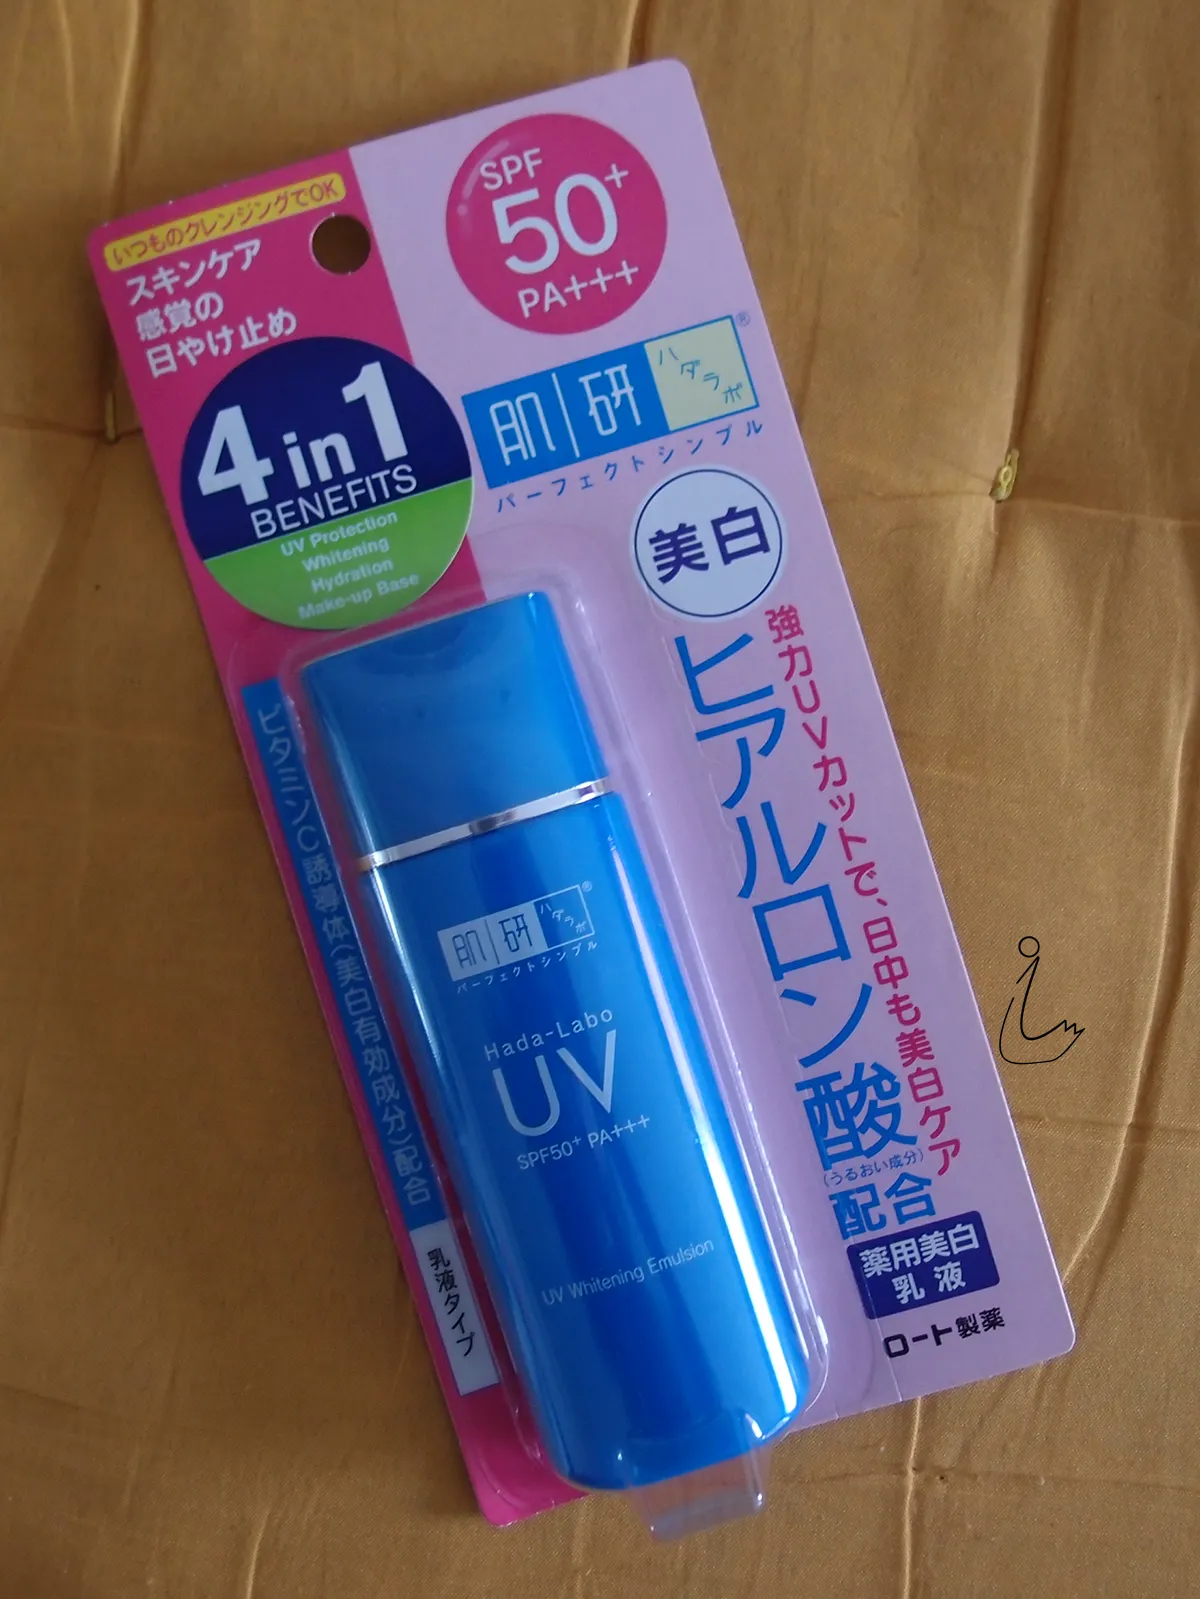 いつものクレンジングでOK
スキンケア
感覚の
日やけ止め
SPF
50+
PA+++
4 in 1
BENEFITS
UV Protection
Whitening
Hydration
Make-up Base
肌研
ハダラボ
®
パーフェクトシンプル
美白
強力UVカットで、日中も美白ケア
ヒアルロン酸
(うるおい成分)
配合
薬用美白
乳液
ロート製薬
ビタミンC誘導体(美白有効成分)配合
乳液タイプ
肌研
ハダラボ
®
パーフェクトシンプル
Hada-Labo
UV
SPF50+ PA+++
UV Whitening Emulsion